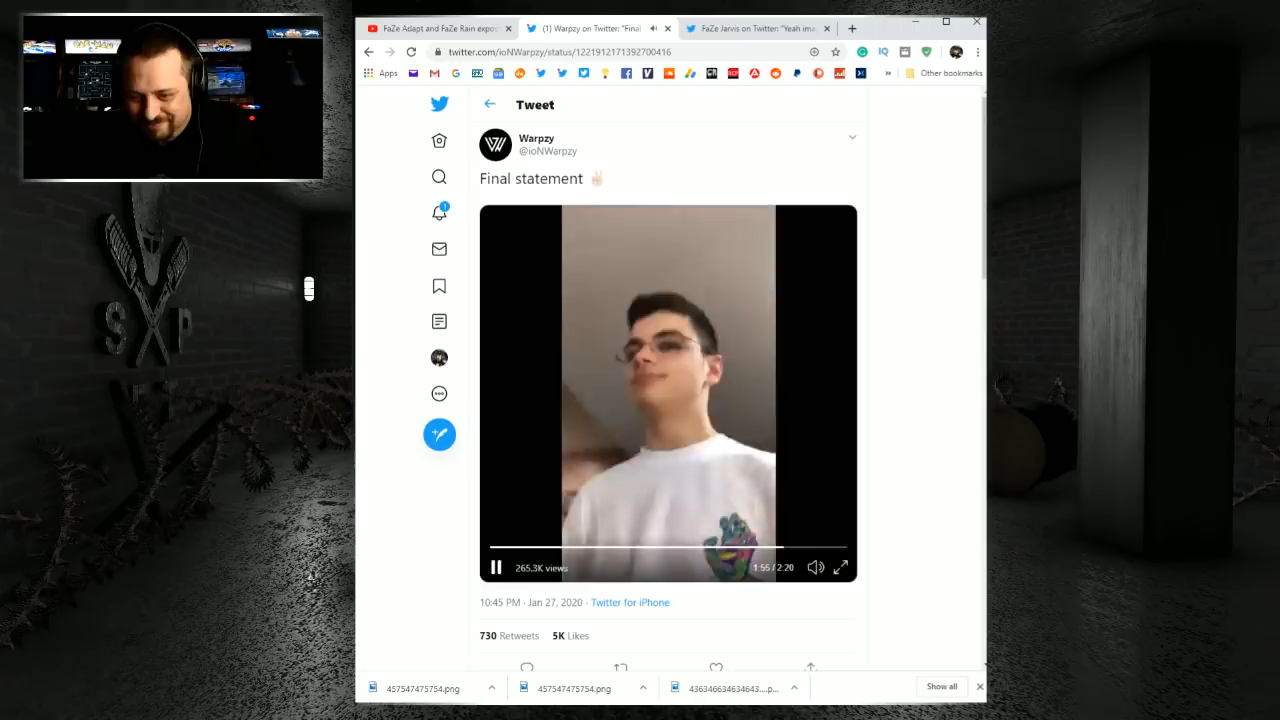 FaZe Adapt and FaZe Rain expos
(1) Warpzy on Twitter: "Final
FaZe Jarvis on Twitter: "Yeah ima
twitter.com/ioNWarpzy/status/1221912171392700416
Apps
Other bookmarks
Tweet
Warpzy
@ioNWarpzy
Final statement ✌🏻
265.3K views
1:55 / 2:20
10:45 PM · Jan 27, 2020 · Twitter for iPhone
730 Retweets 5K Likes
457547475754.png
457547475754.png
436346634634643....p...
Show all
S X P